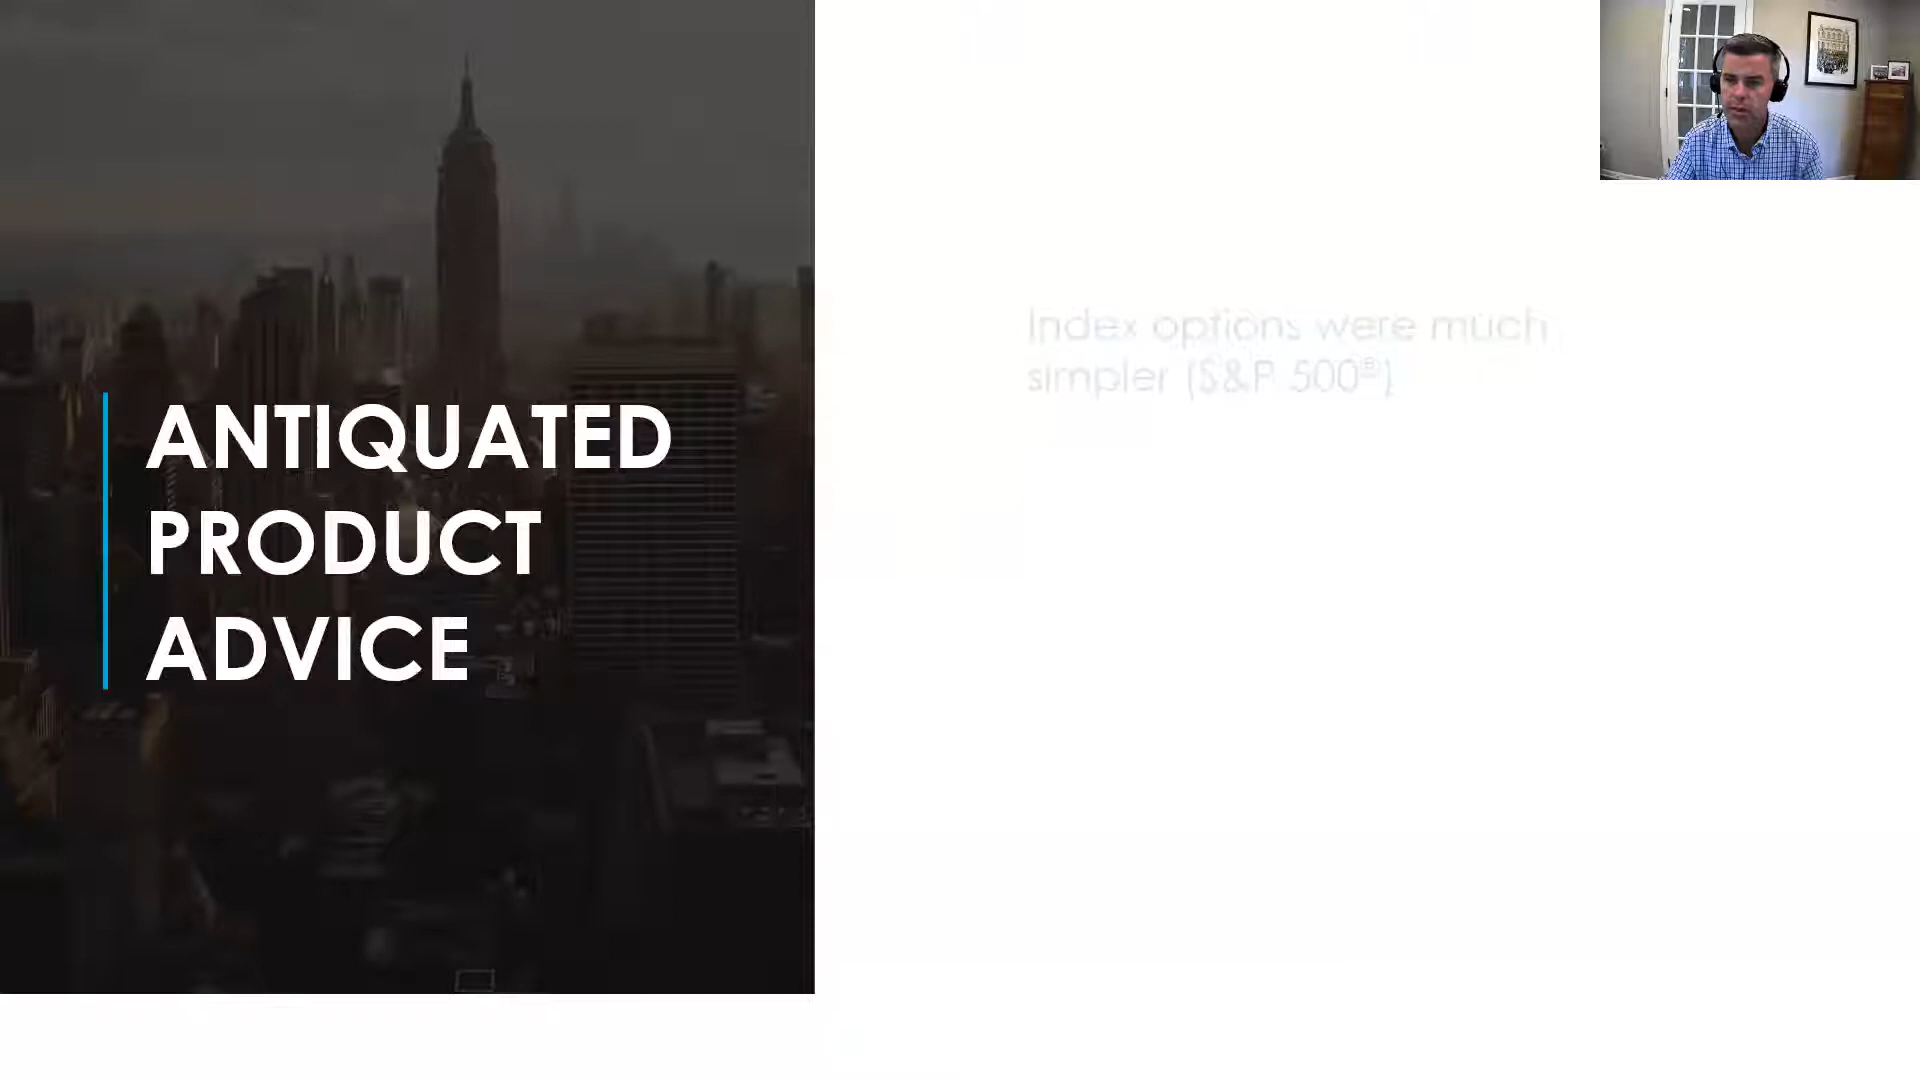 ANTIQUATED
PRODUCT
ADVICE
Index options were much
simpler (S&P 500®)